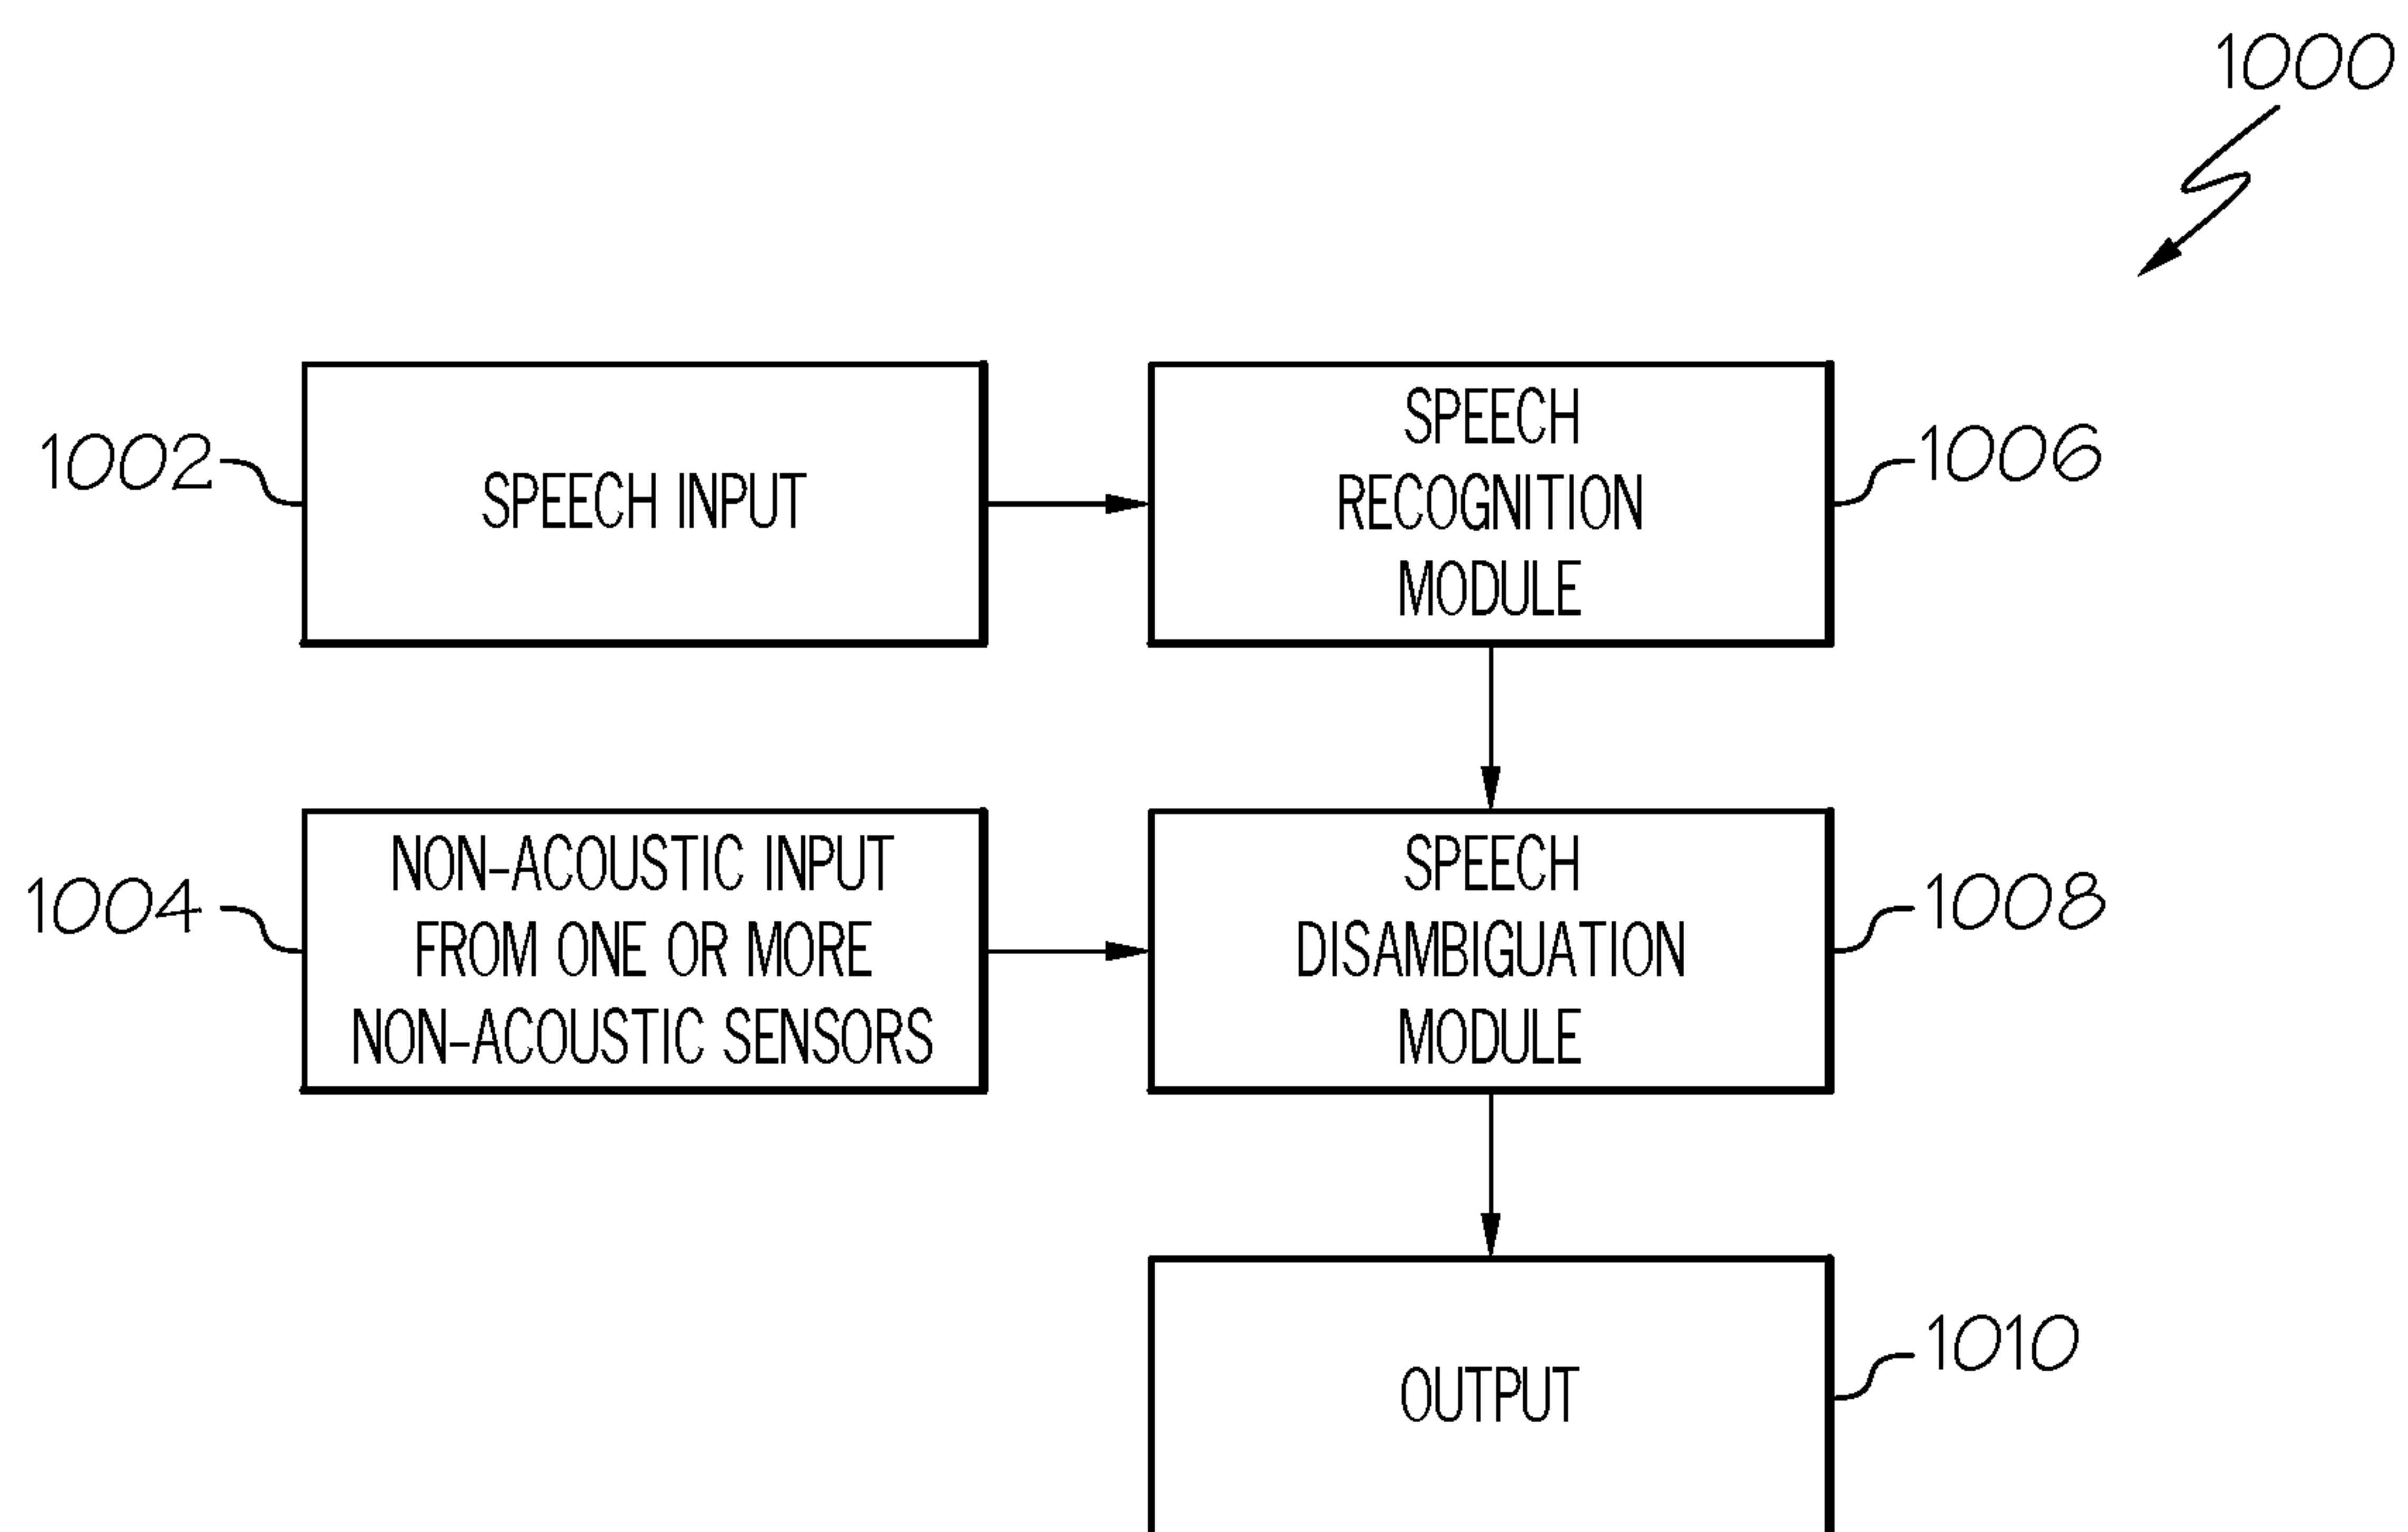 1000
1002
SPEECH INPUT
SPEECH
RECOGNITION
MODULE
1006
1004
NON-ACOUSTIC INPUT
FROM ONE OR MORE
NON-ACOUSTIC SENSORS
SPEECH
DISAMBIGUATION
MODULE
1008
OUTPUT
1010